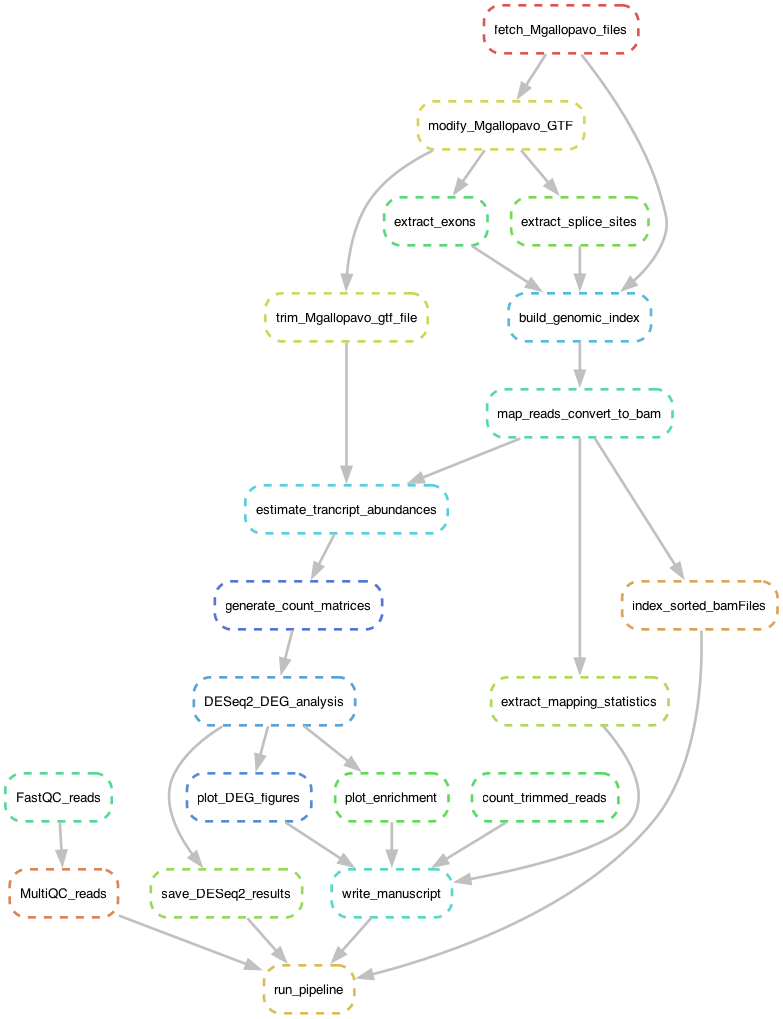 fetch_Mgallopavo_files
modify_Mgallopavo_GTF
extract_exons
extract_splice_sites
trim_Mgallopavo_gtf_file
build_genomic_index
map_reads_convert_to_bam
estimate_trancript_abundances
generate_count_matrices
index_sorted_bamFiles
DESeq2_DEG_analysis
extract_mapping_statistics
FastQC_reads
plot_DEG_figures
plot_enrichment
count_trimmed_reads
MultiQC_reads
save_DESeq2_results
write_manuscript
run_pipeline